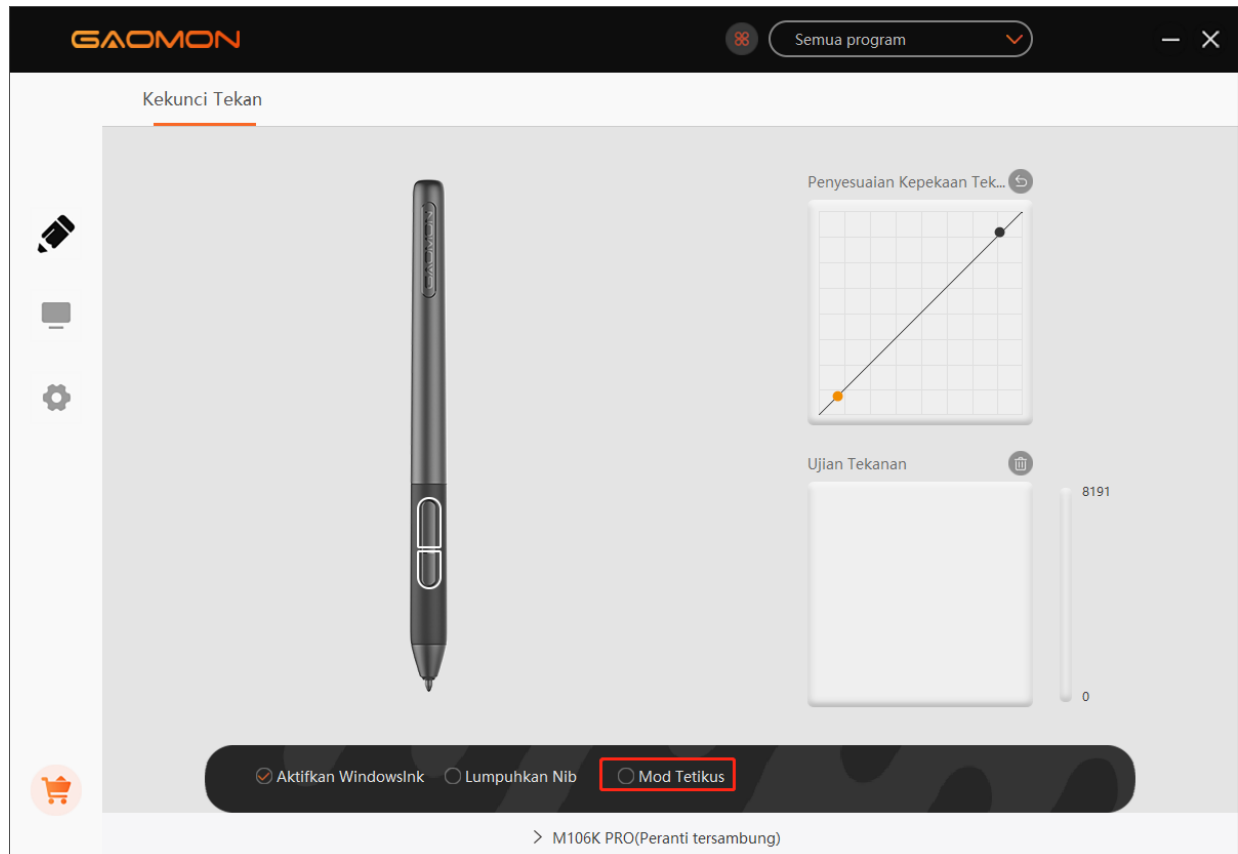 GAOMON
Semua program
Kekunci Tekan
GAOMON
Penyesuaian Kepekaan Tek...
Ujian Tekanan
8191
0
Aktifkan WindowsInk
Lumpuhkan Nib
Mod Tetikus
M106K PRO(Peranti tersambung)